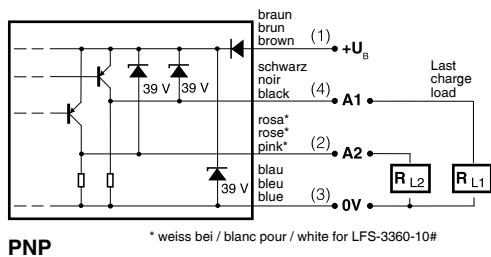 braun
brun
brown
(1)
+U_B
schwarz
noir
black
(4)
A1
Last
charge
load
39 V
39 V
rosa*
rose*
pink*
(2)
A2
R L2
R L1
blau
bleu
blue
(3)
0V
39 V
* weiss bei / blanc pour / white for LFS-3360-10#
PNP